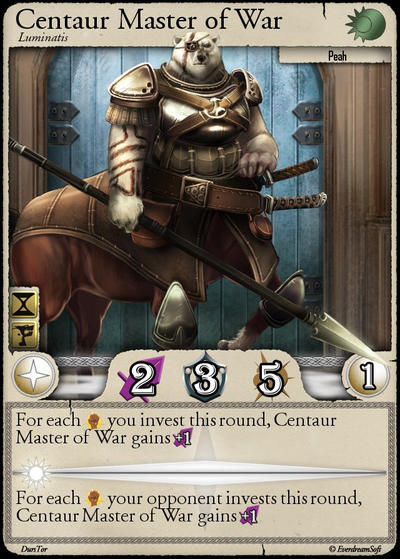 Centaur Master of War
Luminatis
Peah
2 3 5 1
For each you invest this round, Centaur
Master of War gains +1
For each your opponent invests this round,
Centaur Master of War gains +1
DursTor © EverdreamSoft